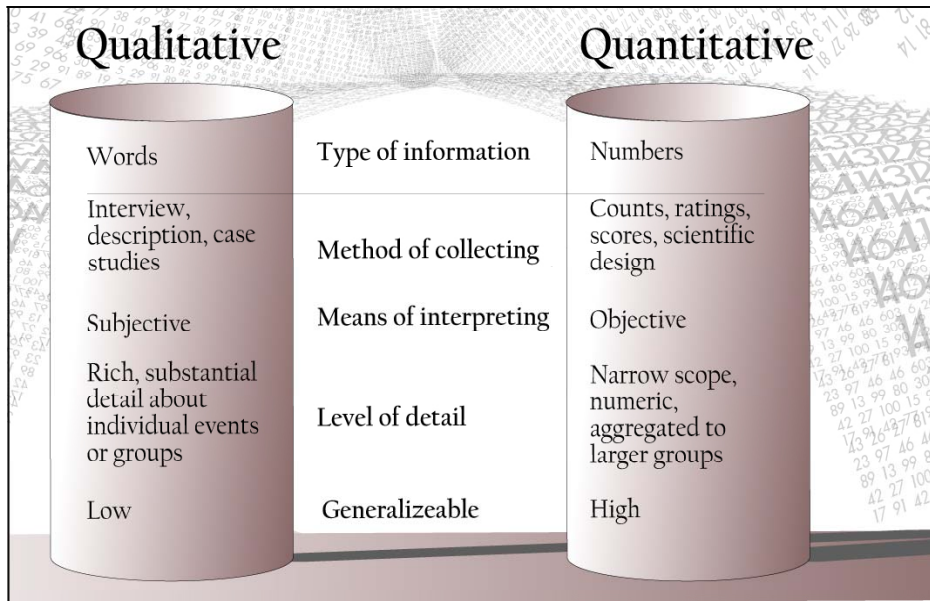 Qualitative
Quantitative
Words
Type of information
Numbers
Interview,
description, case
studies
Method of collecting
Counts, ratings,
scores, scientific
design
Subjective
Means of interpreting
Objective
Rich, substantial
detail about
individual events
or groups
Level of detail
Narrow scope,
numeric,
aggregated to
larger groups
Low
Generalizeable
High